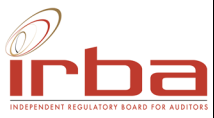 irba
INDEPENDENT REGULATORY BOARD FOR AUDITORS